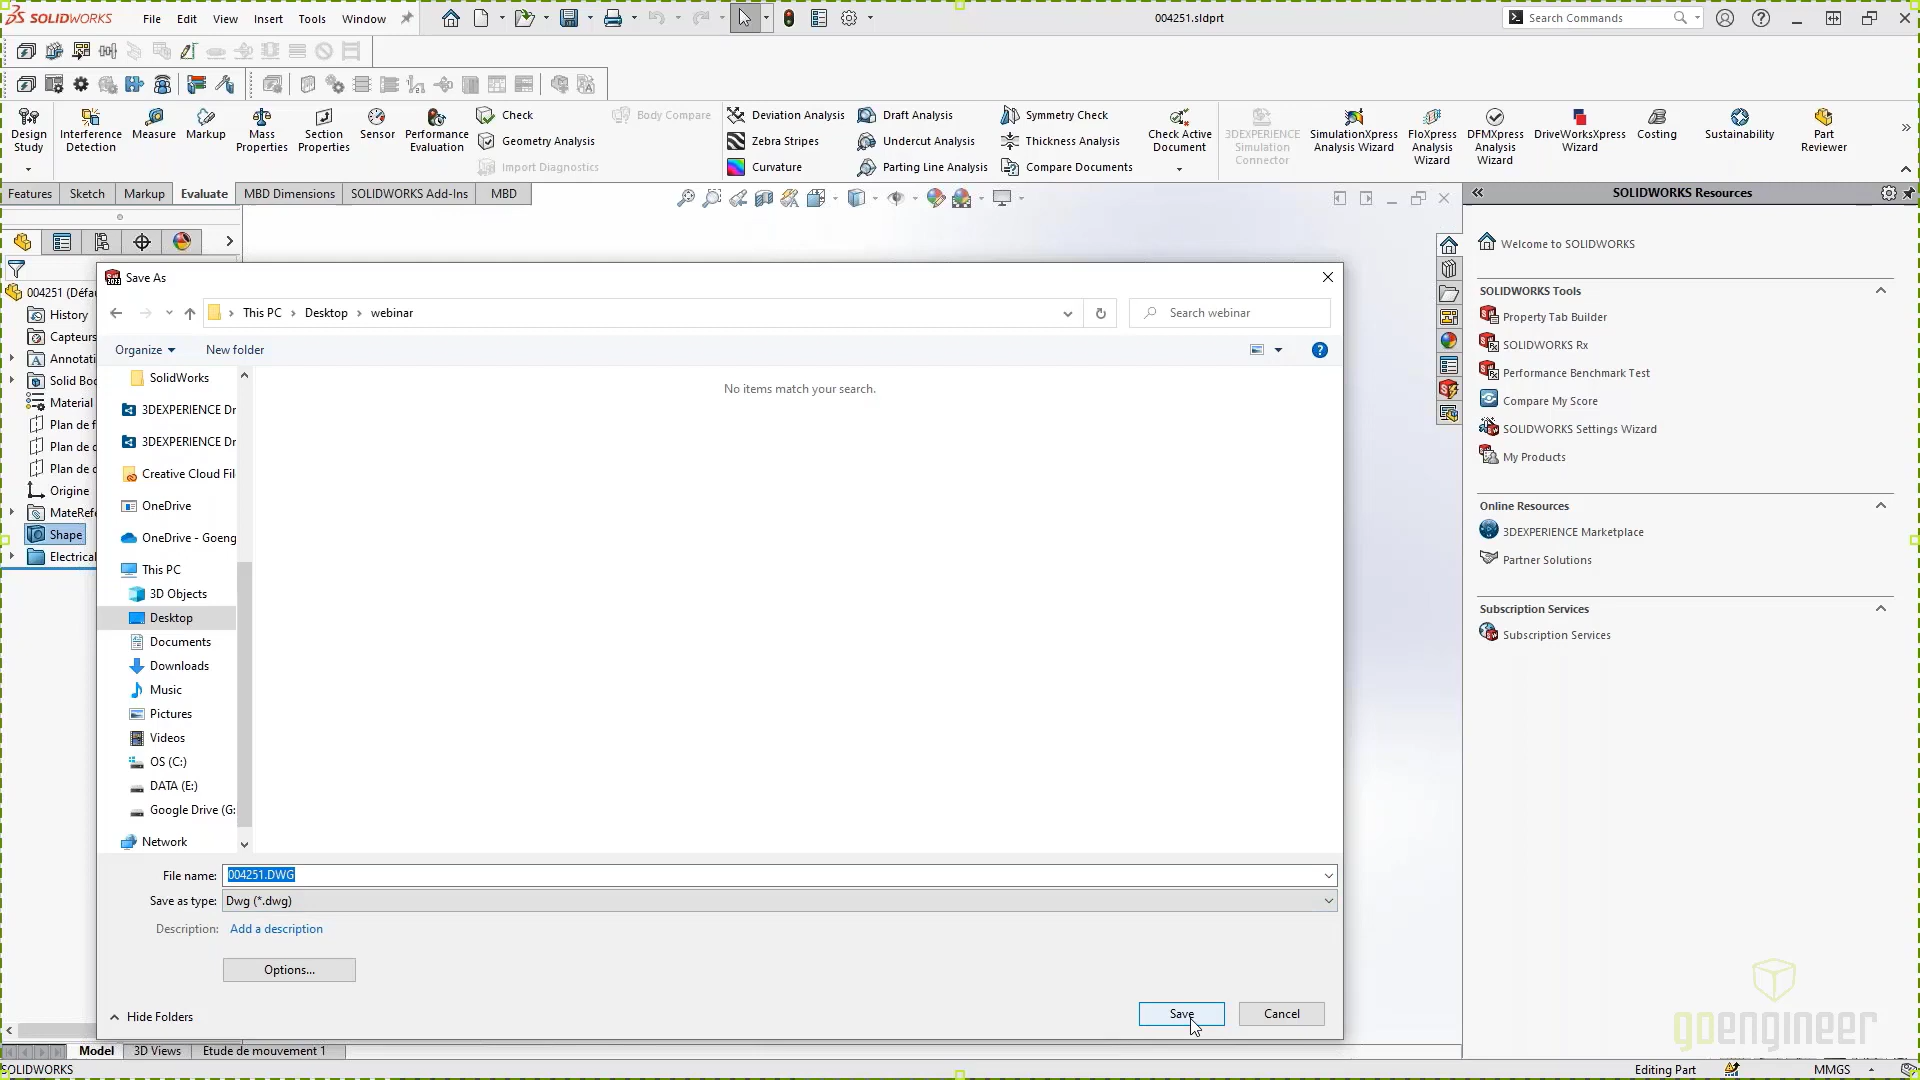 SOLIDWORKS File Edit View Insert Tools Window 004251.sldprt Search Commands
Design Study
Interference Detection
Measure
Markup
Mass Properties
Section Properties
Sensor
Performance Evaluation
Check
Geometry Analysis
Import Diagnostics
Body Compare
Deviation Analysis
Zebra Stripes
Curvature
Draft Analysis
Undercut Analysis
Parting Line Analysis
Symmetry Check
Thickness Analysis
Compare Documents
Check Active Document
3DEXPERIENCE Simulation Connector
SimulationXpress Analysis Wizard
FloXpress Analysis Wizard
DFMXpress Analysis Wizard
DriveWorksXpress Wizard
Costing
Sustainability
Part Reviewer
Features Sketch Markup Evaluate MBD Dimensions SOLIDWORKS Add-Ins MBD
004251 (Défa
History
Capteurs
Annotati
Solid Boc
Material
Plan de f
Plan de c
Plan de c
Origine
MateRefe
Shape
Electrical
Save As
This PC > Desktop > webinar
Search webinar
Organize New folder
No items match your search.
SolidWorks
3DEXPERIENCE Dr
3DEXPERIENCE Dr
Creative Cloud Fil
OneDrive
OneDrive - Goeng
This PC
3D Objects
Desktop
Documents
Downloads
Music
Pictures
Videos
OS (C:)
DATA (E:)
Google Drive (G:
Network
File name: 004251.DWG
Save as type: Dwg (*.dwg)
Description: Add a description
Options...
Hide Folders
Save Cancel
SOLIDWORKS Resources
Welcome to SOLIDWORKS
SOLIDWORKS Tools
Property Tab Builder
SOLIDWORKS Rx
Performance Benchmark Test
Compare My Score
SOLIDWORKS Settings Wizard
My Products
Online Resources
3DEXPERIENCE Marketplace
Partner Solutions
Subscription Services
Subscription Services
goengineer
Model 3D Views Etude de mouvement 1
SOLIDWORKS Editing Part MMGS